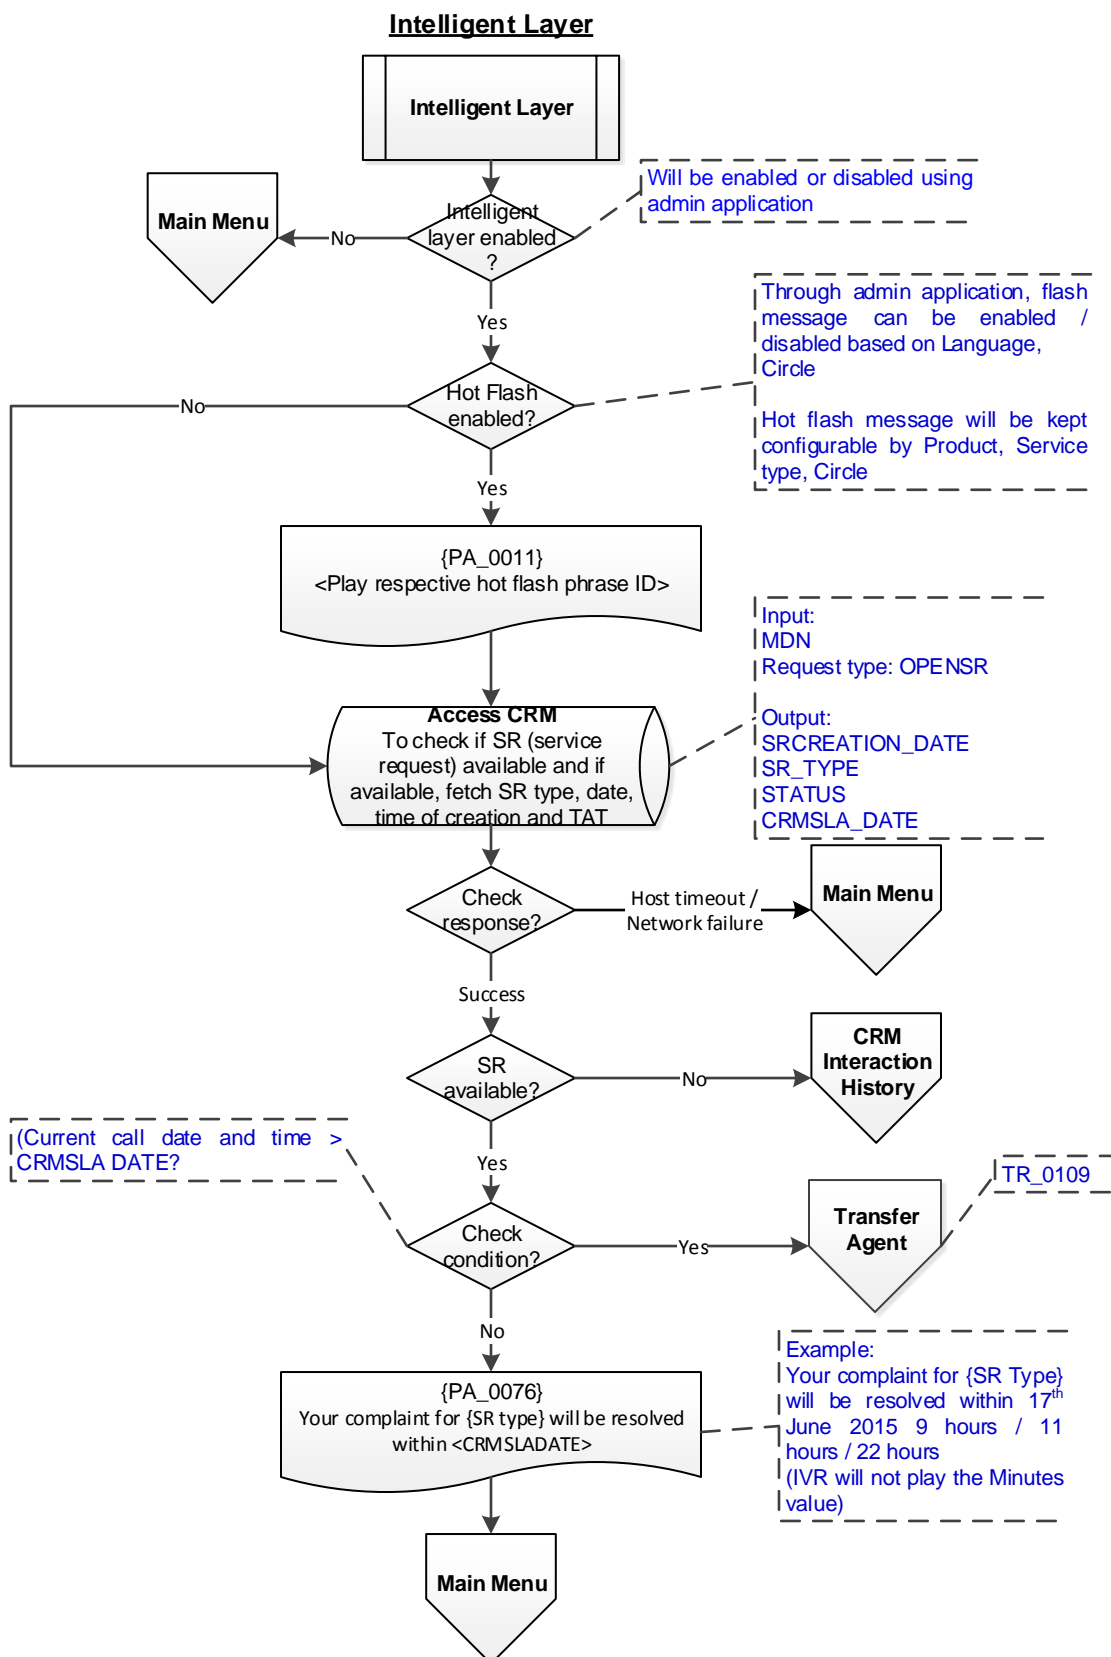 Intelligent Layer
Intelligent Layer
Will be enabled or disabled using
admin application
Main Menu
No
Intelligent
layer enabled
?
Yes
Through admin application, flash
message can be enabled /
disabled based on Language,
Circle
Hot flash message will be kept
configurable by Product, Service
type, Circle
No
Hot Flash
enabled?
Yes
{PA_0011}
<Play respective hot flash phrase ID>
Input:
MDN
Request type: OPENSR
Output:
SRCREATION_DATE
SR_TYPE
STATUS
CRMSLA_DATE
Access CRM
To check if SR (service
request) available and if
available, fetch SR type, date,
time of creation and TAT
Check
response?
Host timeout /
Network failure
Main Menu
Success
SR
available?
No
CRM
Interaction
History
(Current call date and time >
CRMSLA DATE?
Yes
TR_0109
Check
condition?
Yes
Transfer
Agent
No
{PA_0076}
Your complaint for {SR type} will be resolved
within <CRMSLADATE>
Example:
Your complaint for {SR Type}
will be resolved within 17th
June 2015 9 hours / 11
hours / 22 hours
(IVR will not play the Minutes
value)
Main Menu